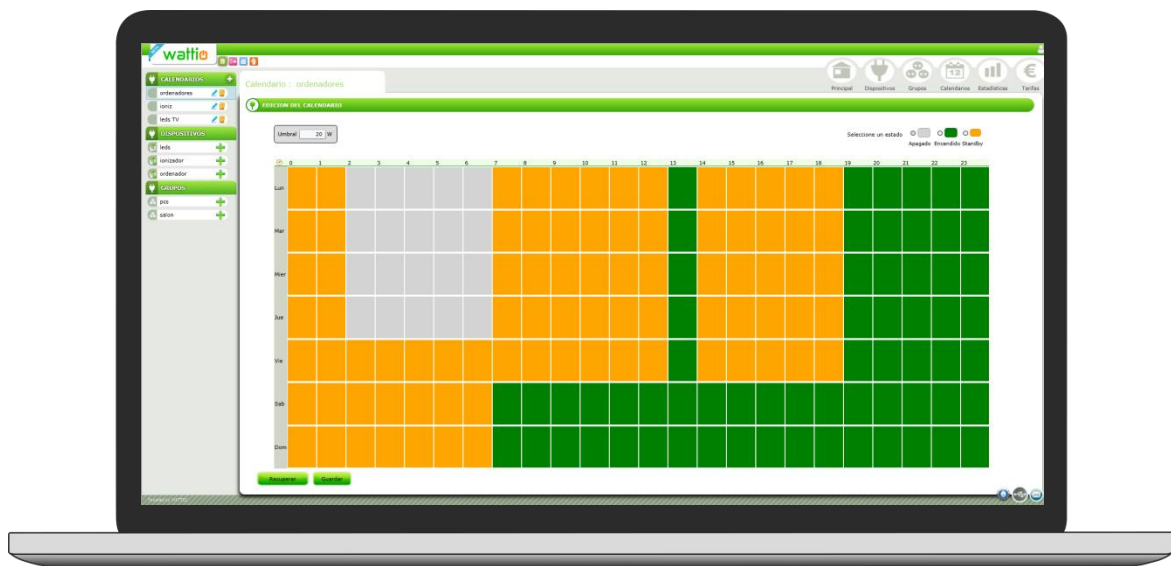 wattio
CALENDARIOS
ordenadores
ioniz
leds TV
DISPOSITIVOS
leds
ionizador
ordenador
GRUPOS
pcs
salon
Calendario : ordenadores
Principal Dispositivos Grupos Calendarios Estadisticas Tarifas
12
€
EDICION DEL CALENDARIO
Umbral 20 W
Seleccione un estado
Apagado Encendido Standby
0 1 2 3 4 5 6 7 8 9 10 11 12 13 14 15 16 17 18 19 20 21 22 23
Lun
Mar
Mier
Jue
Vie
Sab
Dom
Recuperar Guardar